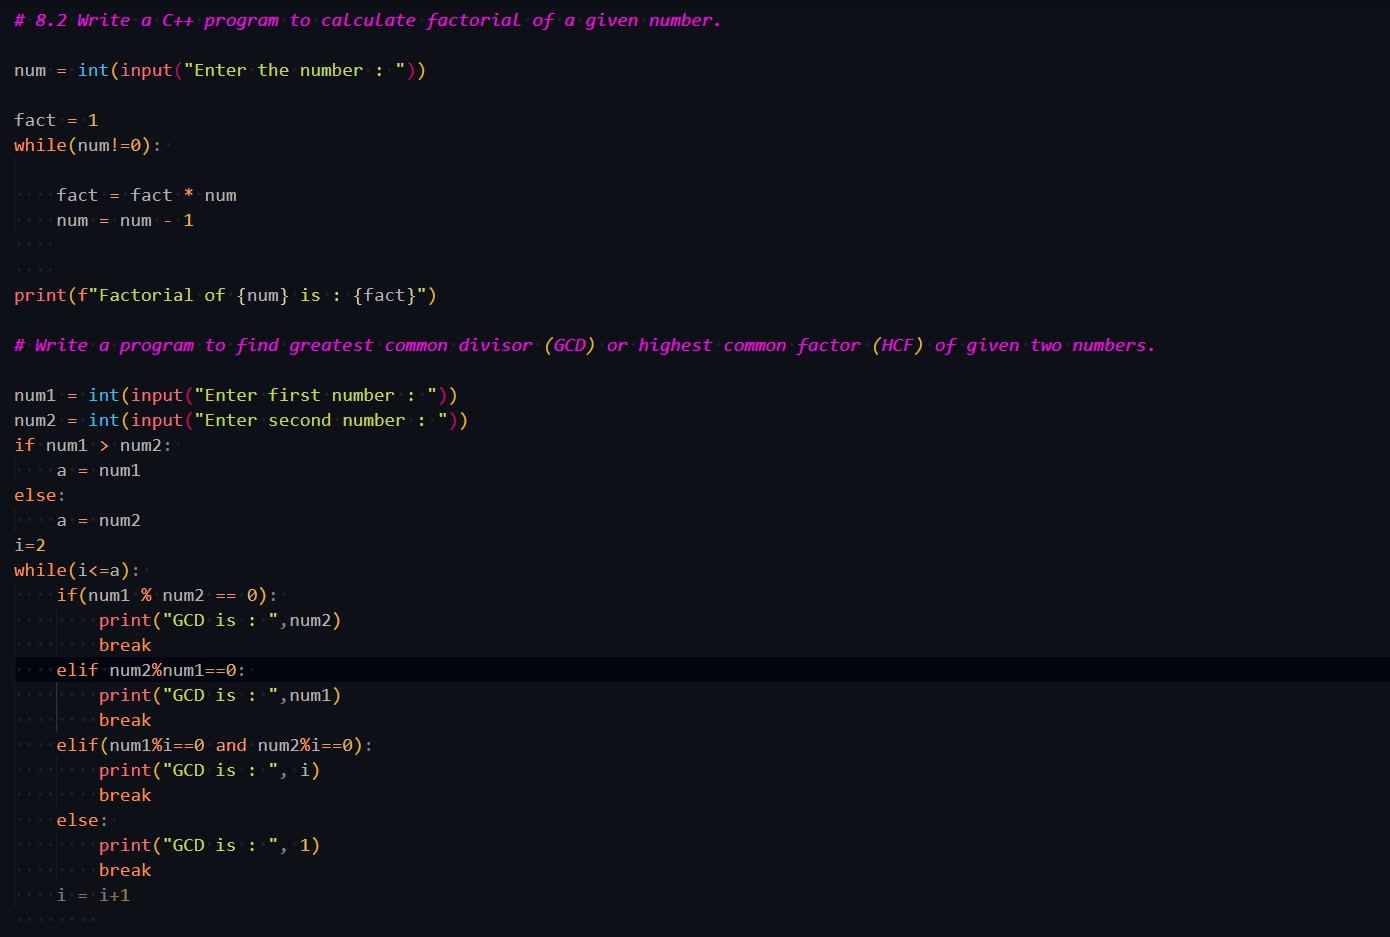 # 8.2 Write a C++ program to calculate factorial of a given number.
num = int(input("Enter the number : "))
fact = 1
while(num!=0):
    fact = fact * num
    num = num - 1
print(f"Factorial of {num} is : {fact}")
# Write a program to find greatest common divisor (GCD) or highest common factor (HCF) of given two numbers.
num1 = int(input("Enter first number : "))
num2 = int(input("Enter second number : "))
if num1 > num2:
    a = num1
else:
    a = num2
i=2
while(i<=a):
    if(num1 % num2 == 0):
        print("GCD is : ",num2)
        break
    elif num2%num1==0:
        print("GCD is : ",num1)
        break
    elif(num1%i==0 and num2%i==0):
        print("GCD is : ", i)
        break
    else:
        print("GCD is : ", 1)
        break
    i = i+1